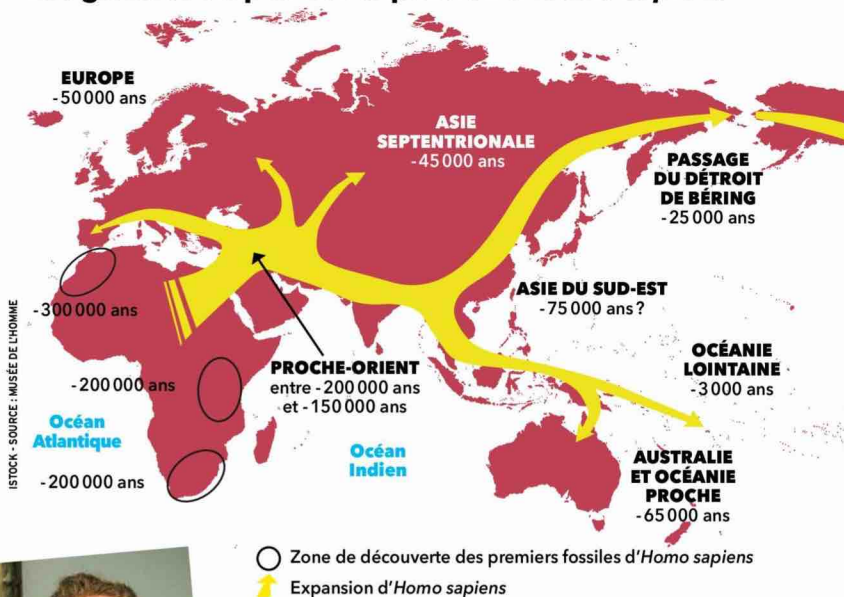 EUROPE
-50 000 ans
ASIE
SEPTENTRIONALE
-45 000 ans
PASSAGE
DU DÉTROIT
DE BÉRING
-25 000 ans
ASIE DU SUD-EST
-75 000 ans ?
-300 000 ans
PROCHE-ORIENT
entre -200 000 ans
et -150 000 ans
OCÉANIE
LOINTAINE
-3 000 ans
-200 000 ans
Océan
Atlantique
Océan
Indien
AUSTRALIE
ET OCÉANIE
PROCHE
-65 000 ans
-200 000 ans
ISTOCK - SOURCE : MUSÉE DE L'HOMME
Zone de découverte des premiers fossiles d'Homo sapiens
Expansion d'Homo sapiens